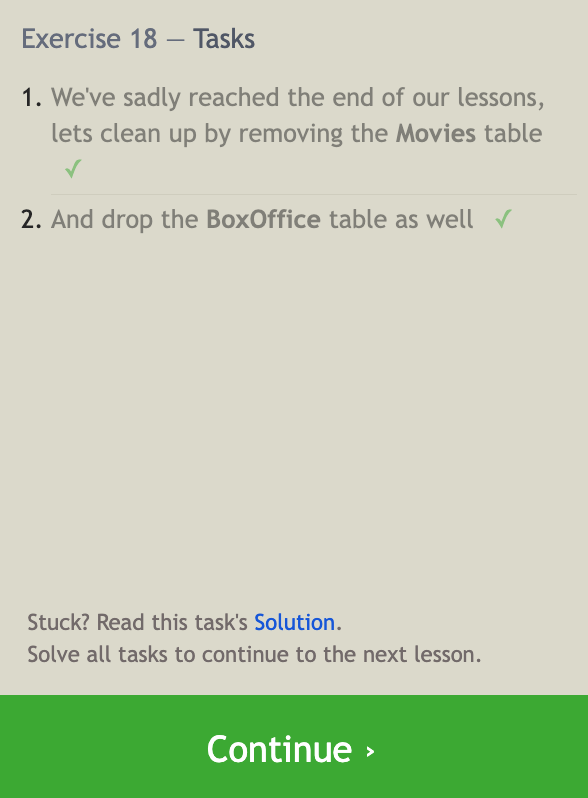 Exercise 18 — Tasks
1. We've sadly reached the end of our lessons,
lets clean up by removing the Movies table
✓
2. And drop the BoxOffice table as well ✓
Stuck? Read this task's Solution.
Solve all tasks to continue to the next lesson.
Continue ›